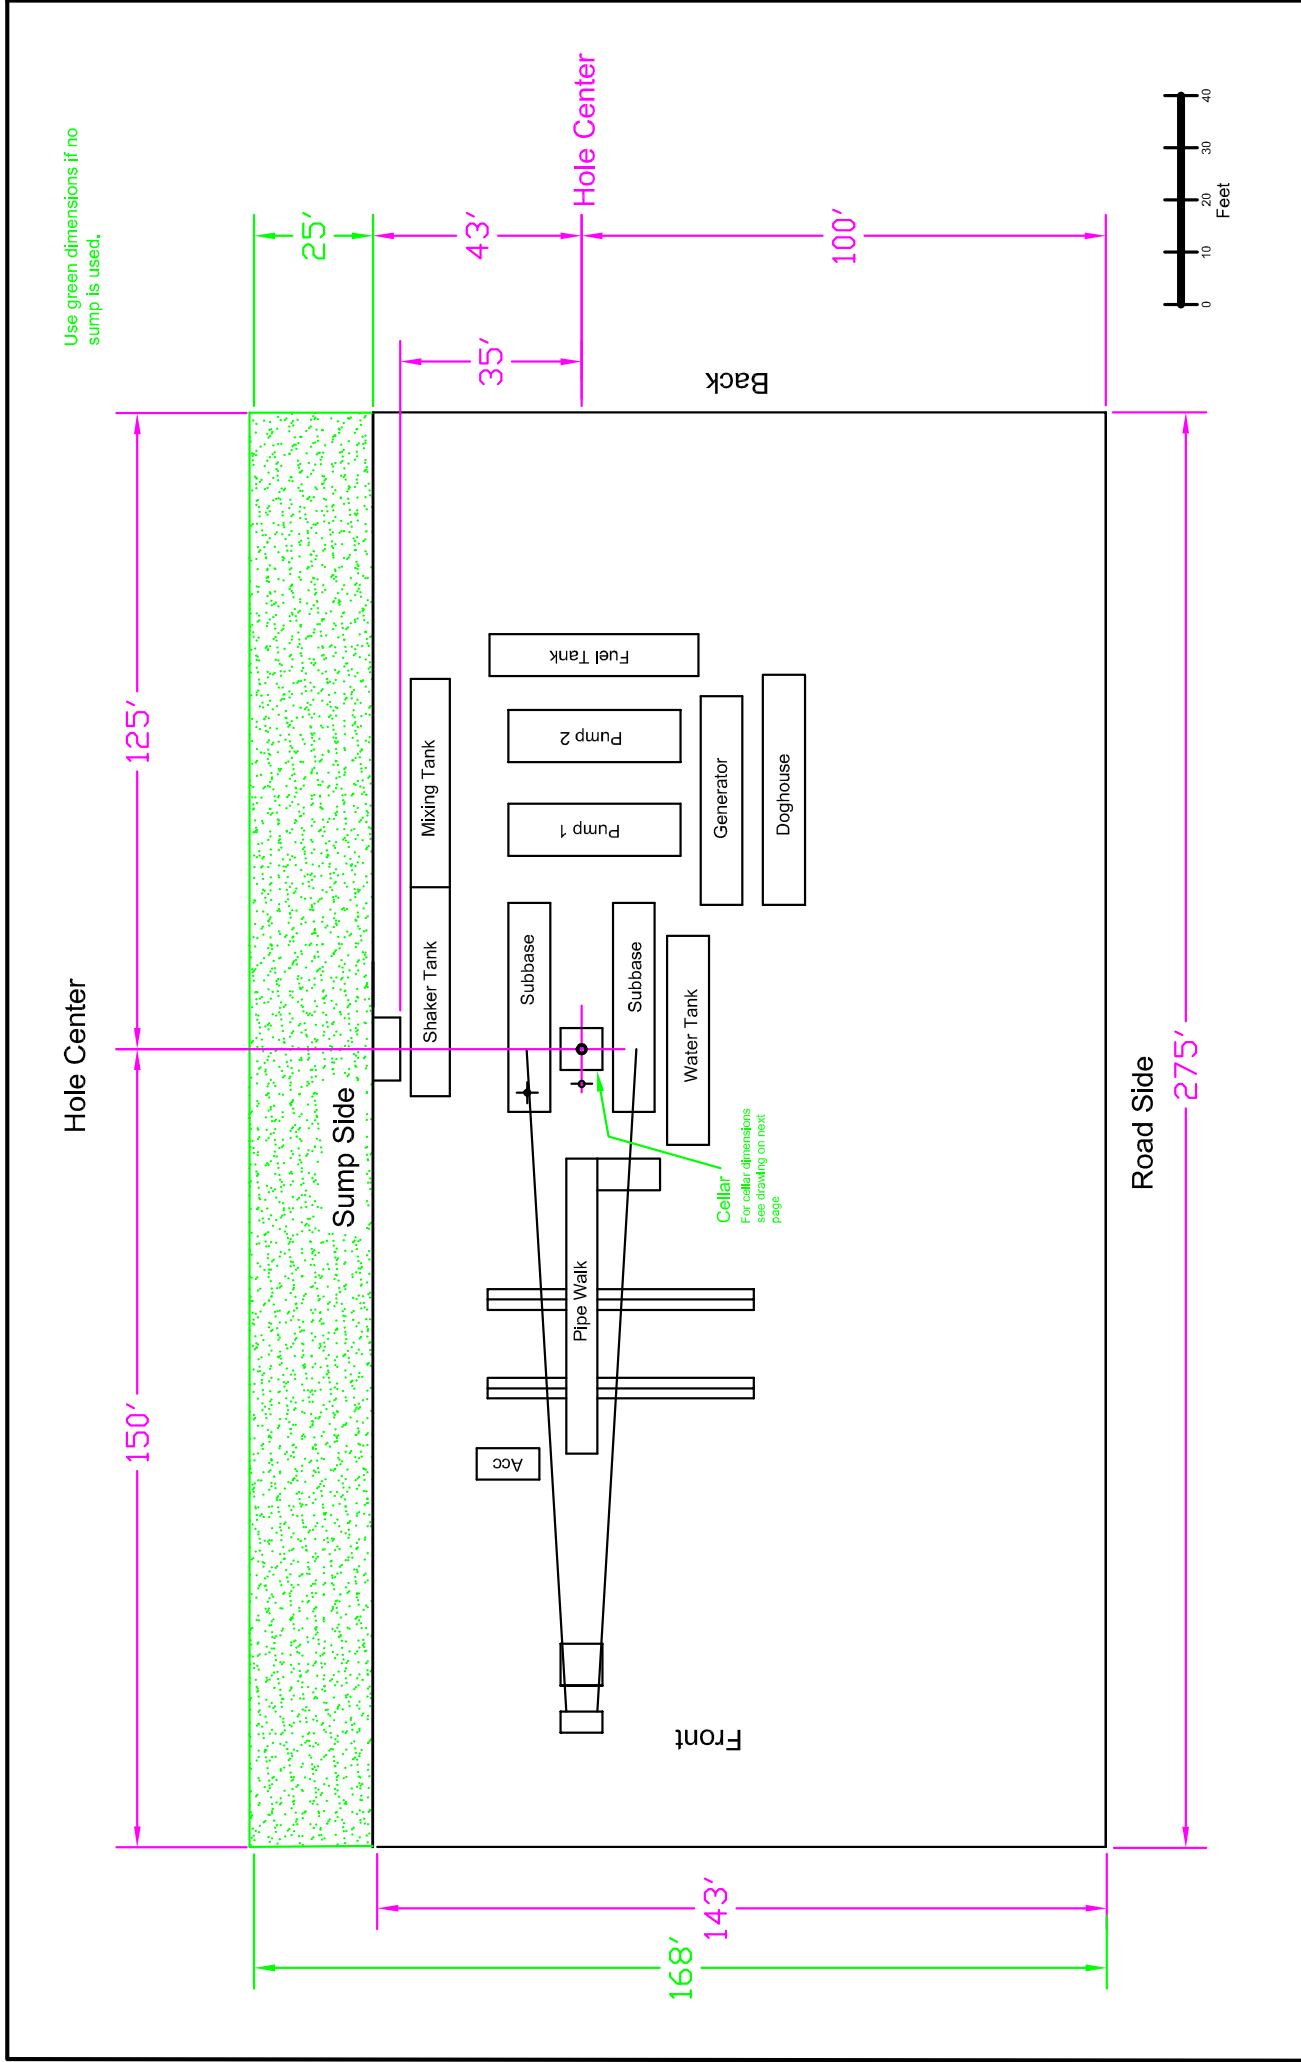 Use green dimensions if no
sump is used.
Hole Center
125'
150'
25'
43'
35'
Hole Center
100'
0
10
20
30
40
Feet
Back
Sump Side
Shaker Tank
Mixing Tank
Fuel Tank
Pump 2
Pump 1
Generator
Doghouse
Subbase
Subbase
Water Tank
Cellar
For cellar dimensions
see drawing on next
page
Pipe Walk
Acc
Front
Road Side
275'
143'
168'